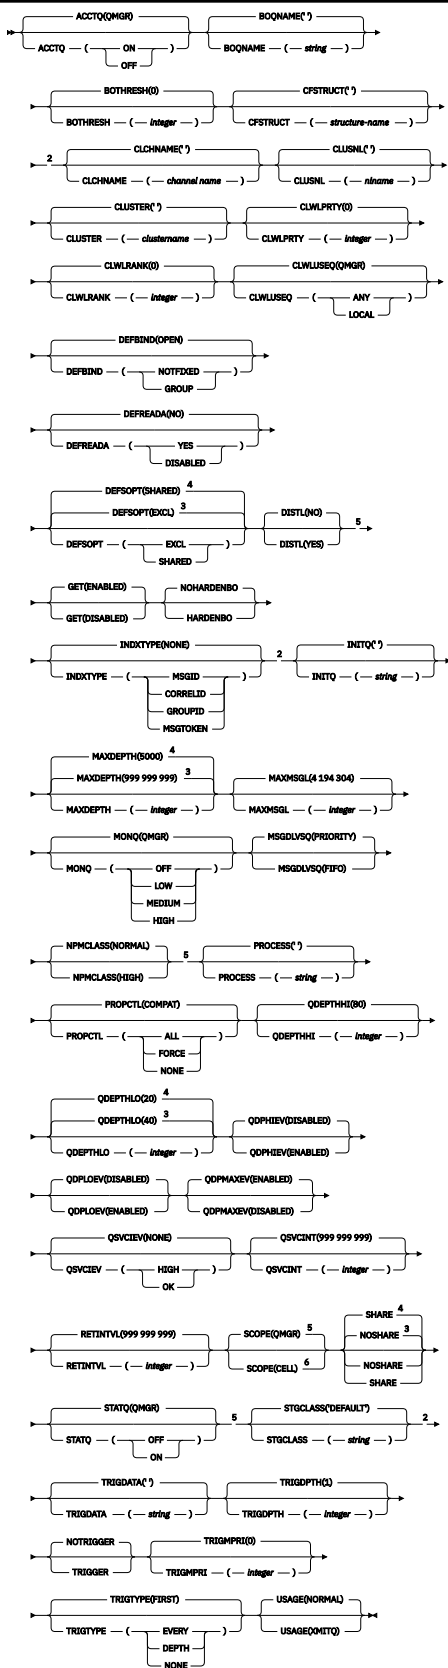 ACCTQ(QMGR) BOQNAME(' ')
ACCTQ ( ON ) BOQNAME ( string )
OFF
BOTHRESH(0) CFSTRUCT(' ')
BOTHRESH ( integer ) CFSTRUCT ( structure-name )
2 CLCHNAME(' ') CLUSNL(' ')
CLCHNAME ( channel name ) CLUSNL ( nlname )
CLUSTER(' ') CLWLPRTY(0)
CLUSTER ( clustername ) CLWLPRTY ( integer )
CLWLRANK(0) CLWLUSEQ(QMGR)
CLWLRANK ( integer ) CLWLUSEQ ( ANY )
LOCAL
DEFBIND(OPEN)
DEFBIND ( NOTFIXED )
GROUP
DEFREADA(NO)
DEFREADA ( YES )
DISABLED
DEFSOPT(SHARED) 4
DEFSOPT(EXCL) 3 DISTL(NO) 5
DEFSOPT ( EXCL ) DISTL(YES)
SHARED
GET(ENABLED) NOHARDENBO
GET(DISABLED) HARDENBO
INDXTYPE(NONE) 2 INITQ(' ')
INDXTYPE ( MSGID ) INITQ ( string )
CORRELID
GROUPID
MSGTOKEN
MAXDEPTH(5000) 4
MAXDEPTH(999 999 999) 3 MAXMSGL(4 194 304)
MAXDEPTH ( integer ) MAXMSGL ( integer )
MONQ(QMGR) MSGDLVSQ(PRIORITY)
MONQ ( OFF ) MSGDLVSQ(FIFO)
LOW
MEDIUM
HIGH
NPMCLASS(NORMAL) 5 PROCESS(' ')
NPMCLASS(HIGH) PROCESS ( string )
PROPCTL(COMPAT) QDEPTHHI(80)
PROPCTL ( ALL ) QDEPTHHI ( integer )
FORCE
NONE
QDEPTHLO(20) 4
QDEPTHLO(40) 3 QDPHIEV(DISABLED)
QDEPTHLO ( integer ) QDPHIEV(ENABLED)
QDPLOEV(DISABLED) QDPMAXEV(ENABLED)
QDPLOEV(ENABLED) QDPMAXEV(DISABLED)
QSVCIEV(NONE) QSVCINT(999 999 999)
QSVCIEV ( HIGH ) QSVCINT ( integer )
OK
SHARE 4
RETINTVL(999 999 999) SCOPE(QMGR) 5 NOSHARE 3
RETINTVL ( integer ) SCOPE(CELL) 6 NOSHARE
SHARE
STATQ(QMGR) 5 STGCLASS('DEFAULT') 2
STATQ ( OFF ) STGCLASS ( string )
ON
TRIGDATA(' ') TRIGDPTH(1)
TRIGDATA ( string ) TRIGDPTH ( integer )
NOTRIGGER TRIGMPRI(0)
TRIGGER TRIGMPRI ( integer )
TRIGTYPE(FIRST) USAGE(NORMAL)
TRIGTYPE ( EVERY ) USAGE(XMITQ)
DEPTH
NONE